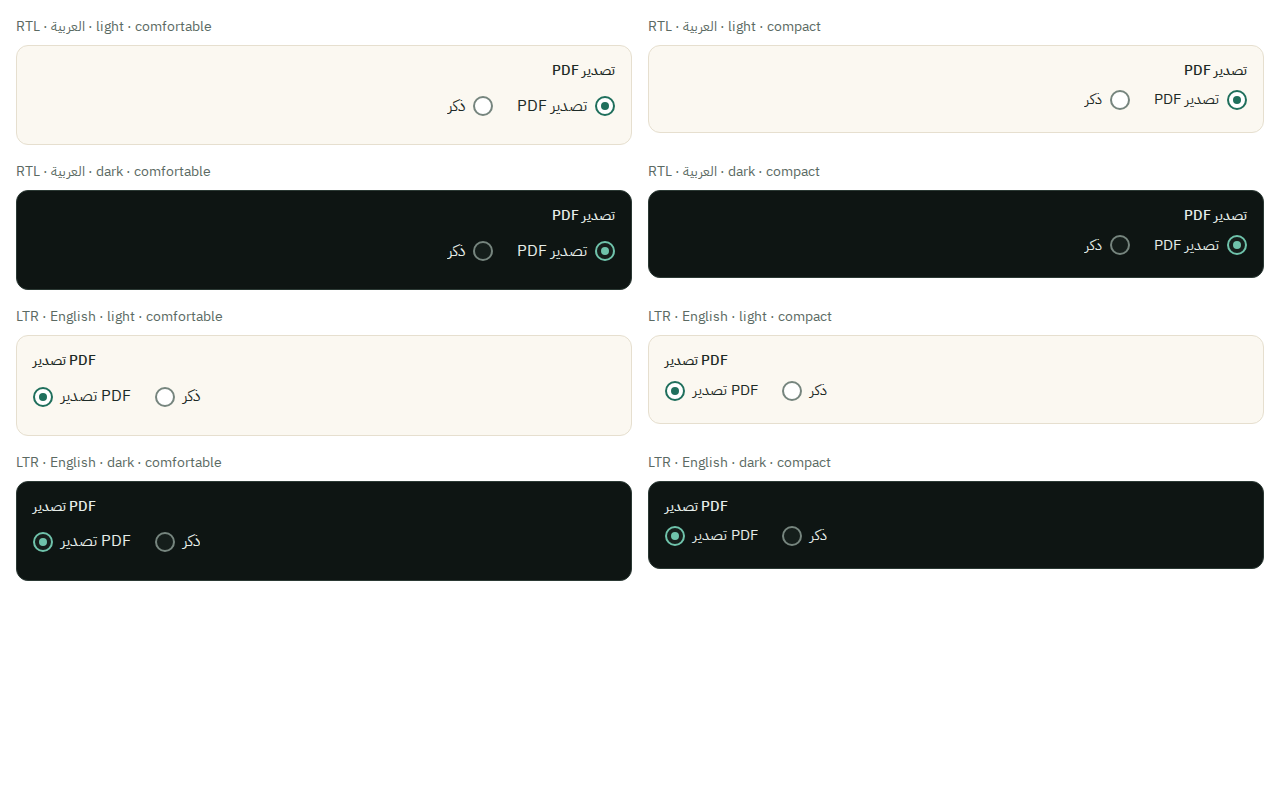 RTL · العربية · light · comfortable
تصدير PDF
تصدير PDF
ذكر
RTL · العربية · light · compact
تصدير PDF
تصدير PDF
ذكر
RTL · العربية · dark · comfortable
تصدير PDF
تصدير PDF
ذكر
RTL · العربية · dark · compact
تصدير PDF
تصدير PDF
ذكر
LTR · English · light · comfortable
تصدير PDF
تصدير PDF
ذكر
LTR · English · light · compact
تصدير PDF
تصدير PDF
ذكر
LTR · English · dark · comfortable
تصدير PDF
تصدير PDF
ذكر
LTR · English · dark · compact
تصدير PDF
تصدير PDF
ذكر